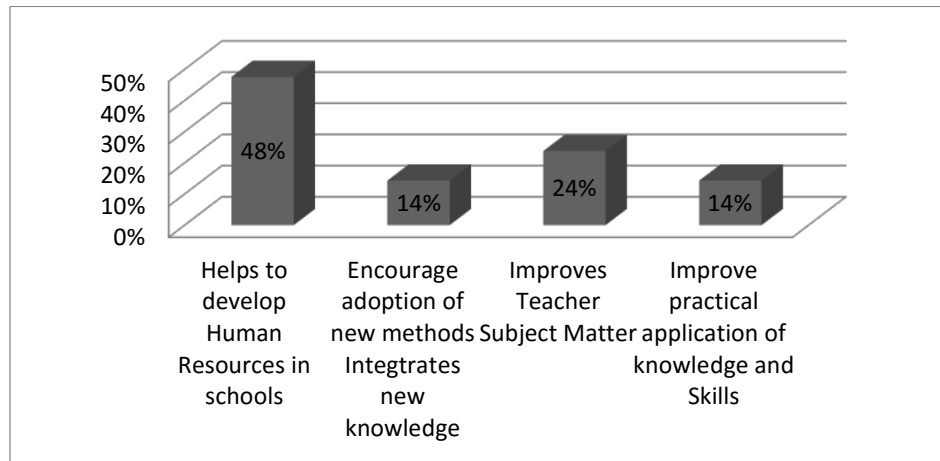 50%
40%
30%
20%
10%
0%
48%
14%
24%
14%
Helps to
develop
Human
Resources in
schools
Encourage
adoption of
new methods
Integtrates
new
knowledge
Improves
Teacher
Subject Matter
Improve
practical
application of
knowledge and
Skills